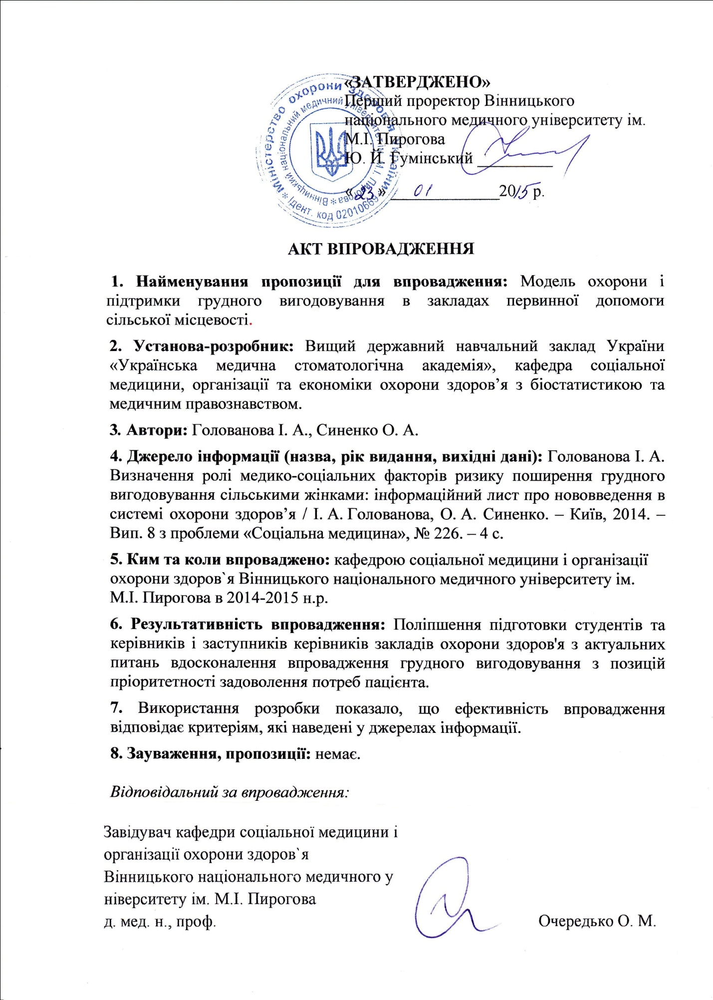 «ЗАТВЕРДЖЕНО»
Перший проректор Вінницького
національного медичного університету ім.
М.І. Пирогова
Ю. Й. Гумінський __________
«23» 01 2015 р.
Міністерство охорони здоров'я України
* Ідент. код 02010669 *
Вінницький національний медичний університет ім. М.І. Пирогова *
АКТ ВПРОВАДЖЕННЯ
1. Найменування пропозиції для впровадження: Модель охорони і
підтримки грудного вигодовування в закладах первинної допомоги
сільської місцевості.
2. Установа-розробник: Вищий державний навчальний заклад України
«Українська медична стоматологічна академія», кафедра соціальної
медицини, організації та економіки охорони здоров’я з біостатистикою та
медичним правознавством.
3. Автори: Голованова І. А., Синенко О. А.
4. Джерело інформації (назва, рік видання, вихідні дані): Голованова І. А.
Визначення ролі медико-соціальних факторів ризику поширення грудного
вигодовування сільськими жінками: інформаційний лист про нововведення в
системі охорони здоров’я / І. А. Голованова, О. А. Синенко. – Київ, 2014. –
Вип. 8 з проблеми «Соціальна медицина», № 226. – 4 с.
5. Ким та коли впроваджено: кафедрою соціальної медицини і організації
охорони здоров`я Вінницького національного медичного університету ім.
М.І. Пирогова в 2014-2015 н.р.
6. Результативність впровадження: Поліпшення підготовки студентів та
керівників і заступників керівників закладів охорони здоров'я з актуальних
питань вдосконалення впровадження грудного вигодовування з позицій
пріоритетності задоволення потреб пацієнта.
7. Використання розробки показало, що ефективність впровадження
відповідає критеріям, які наведені у джерелах інформації.
8. Зауваження, пропозиції: немає.
Відповідальний за впровадження:
Завідувач кафедри соціальної медицини і
організації охорони здоров`я
Вінницького національного медичного у
ніверситету ім. М.І. Пирогова
д. мед. н., проф. Очередько О. М.